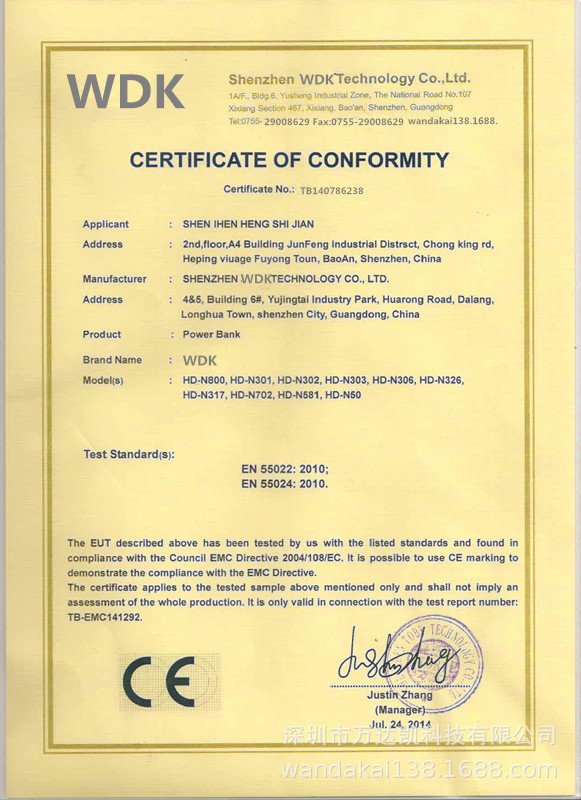 WDK
Shenzhen WDK Technology Co.,Ltd.
1A/F., Bldg.6, Yusheng Industrial Zone, The National Road No.107
Xixiang Section 467, Xixiang, Bao'an, Shenzhen, Guangdong
Tel:0755- 29008629 Fax:0755-29008629 wandakai138.1688.
CERTIFICATE OF CONFORMITY
Certificate No.: TB140786238
Applicant : SHEN IHEN HENG SHI JIAN
Address : 2nd,floor,A4 Building JunFeng industrial Distrsct, Chong king rd,
Heping viuage Fuyong Toun, BaoAn, Shenzhen, China
Manufacturer : SHENZHEN WDKTECHNOLOGY CO., LTD.
Address : 4&5, Building 6#, Yujingtai Industry Park, Huarong Road, Dalang,
Longhua Town, shenzhen City, Guangdong, China
Product : Power Bank
Brand Name : WDK
Model(s) : HD-N800, HD-N301, HD-N302, HD-N303, HD-N306, HD-N326,
HD-N317, HD-N702, HD-N581, HD-N50
Test Standard(s):
EN 55022: 2010;
EN 55024: 2010.
The EUT described above has been tested by us with the listed standards and found in
compliance with the Council EMC Directive 2004/108/EC. It is possible to use CE marking to
demonstrate the compliance with the EMC Directive.
The certificate applies to the tested sample above mentioned only and shall not imply an
assessment of the whole production. It is only valid in connection with the test report number:
TB-EMC141292.
CE
Justin Zhang
(Manager)
Jul. 24, 2014
深圳市万达凯科技有限公司
wandakai138.1688.com